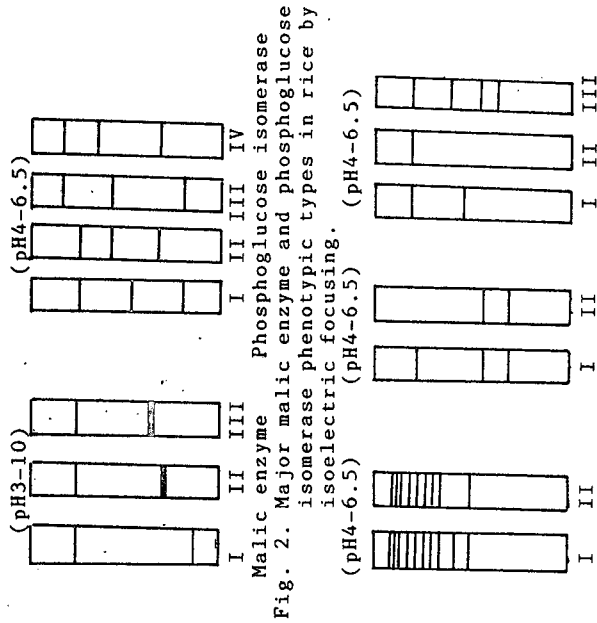 (pH3-10)
(pH4-6.5)
I II III
I II III IV
Malic enzyme Phosphoglucose isomerase
Fig. 2. Major malic enzyme and phosphoglucose
isomerase phenotypic types in rice by
isoelectric focusing.
(pH4-6.5)
(pH4-6.5)
(pH4-6.5)
I II
I II
I II III